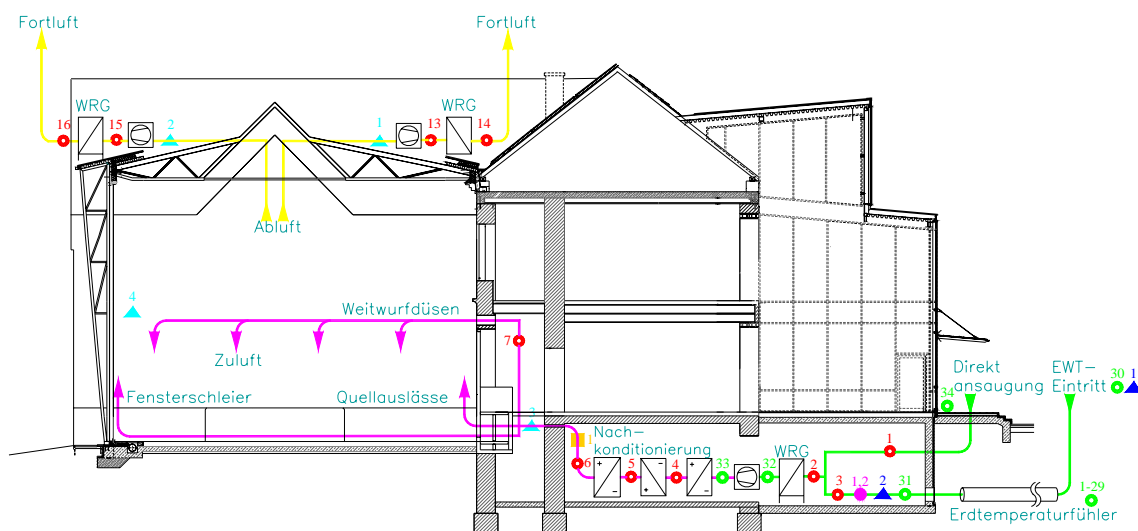 Fortluft
Fortluft
WRG
WRG
16
15
2
1
13
14
Abluft
4
Weitwurfdüsen
7
Zuluft
Direkt
ansaugung
EWT-
Eintritt
30
1
34
Fensterschleier
Quellauslässe
3
1
Nach-
konditionierung
WRG
1
6
5
4
33
32
2
3
1,2
2
31
1-29
Erdtemperaturfühler